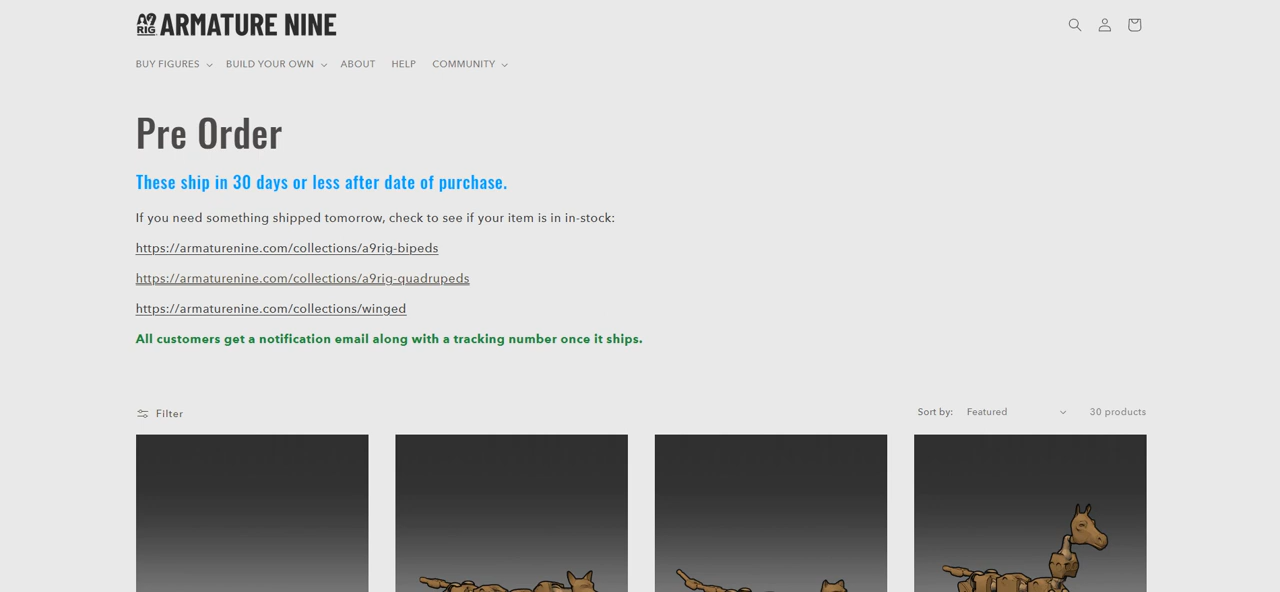 A9 RIG ARMATURE NINE
BUY FIGURES BUILD YOUR OWN ABOUT HELP COMMUNITY
Pre Order
These ship in 30 days or less after date of purchase.
If you need something shipped tomorrow, check to see if your item is in in-stock:
https://armaturenine.com/collections/a9rig-bipeds
https://armaturenine.com/collections/a9rig-quadrupeds
https://armaturenine.com/collections/winged
All customers get a notification email along with a tracking number once it ships.
Filter Sort by: Featured 30 products